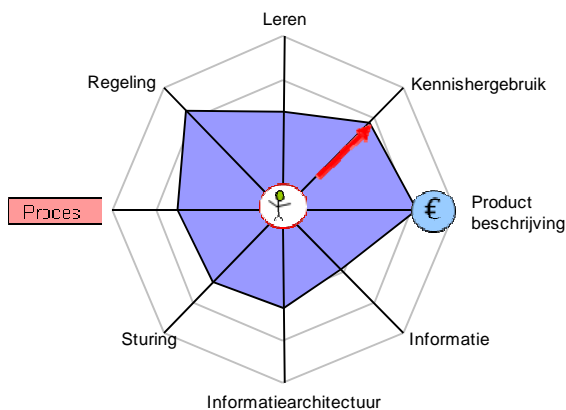 Leren
Regeling
Kennishergebruik
Proces
€
Product
beschrijving
Sturing
Informatie
Informatiearchitectuur